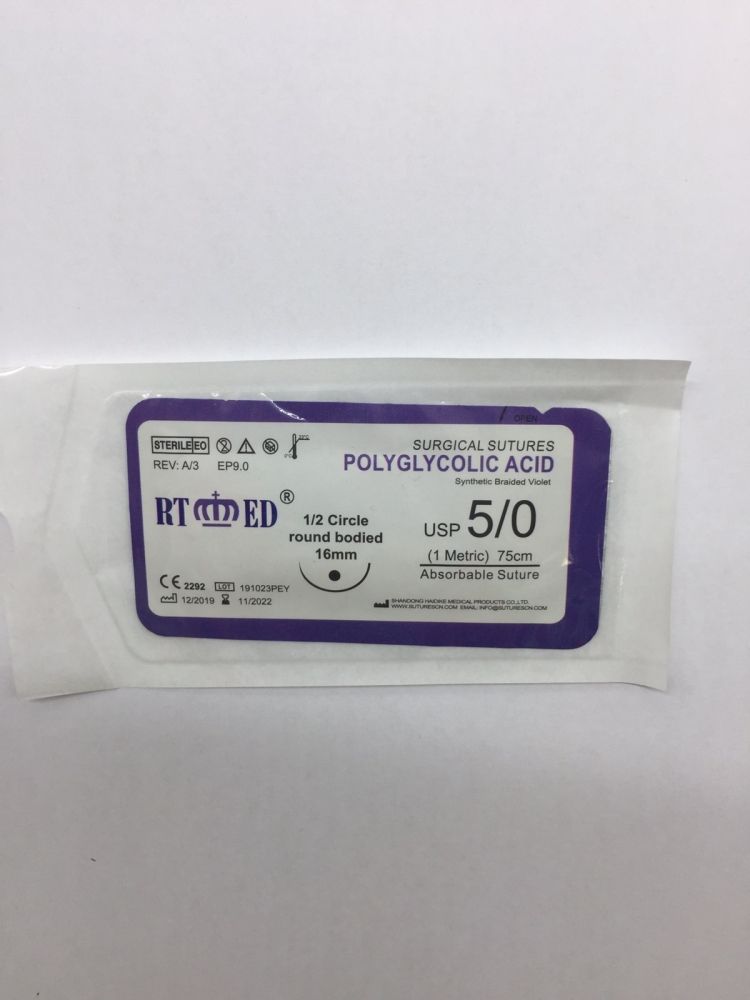 OPEN
STERILE EO
0°C
REV: A/3 EP9.0
SURGICAL SUTURES
POLYGLYCOLIC ACID
Synthetic Braided Violet
RT MED ®
1/2 Circle
round bodied
16mm
USP 5/0
(1 Metric) 75cm
Absorbable Suture
CE 2292 LOT 191023PEY
12/2019 11/2022
SHANDONG HAIDIKE MEDICAL PRODUCTS CO.,LTD.
WWW.SUTURESCN.COM EMAIL: INFO@SUTURESCN.COM